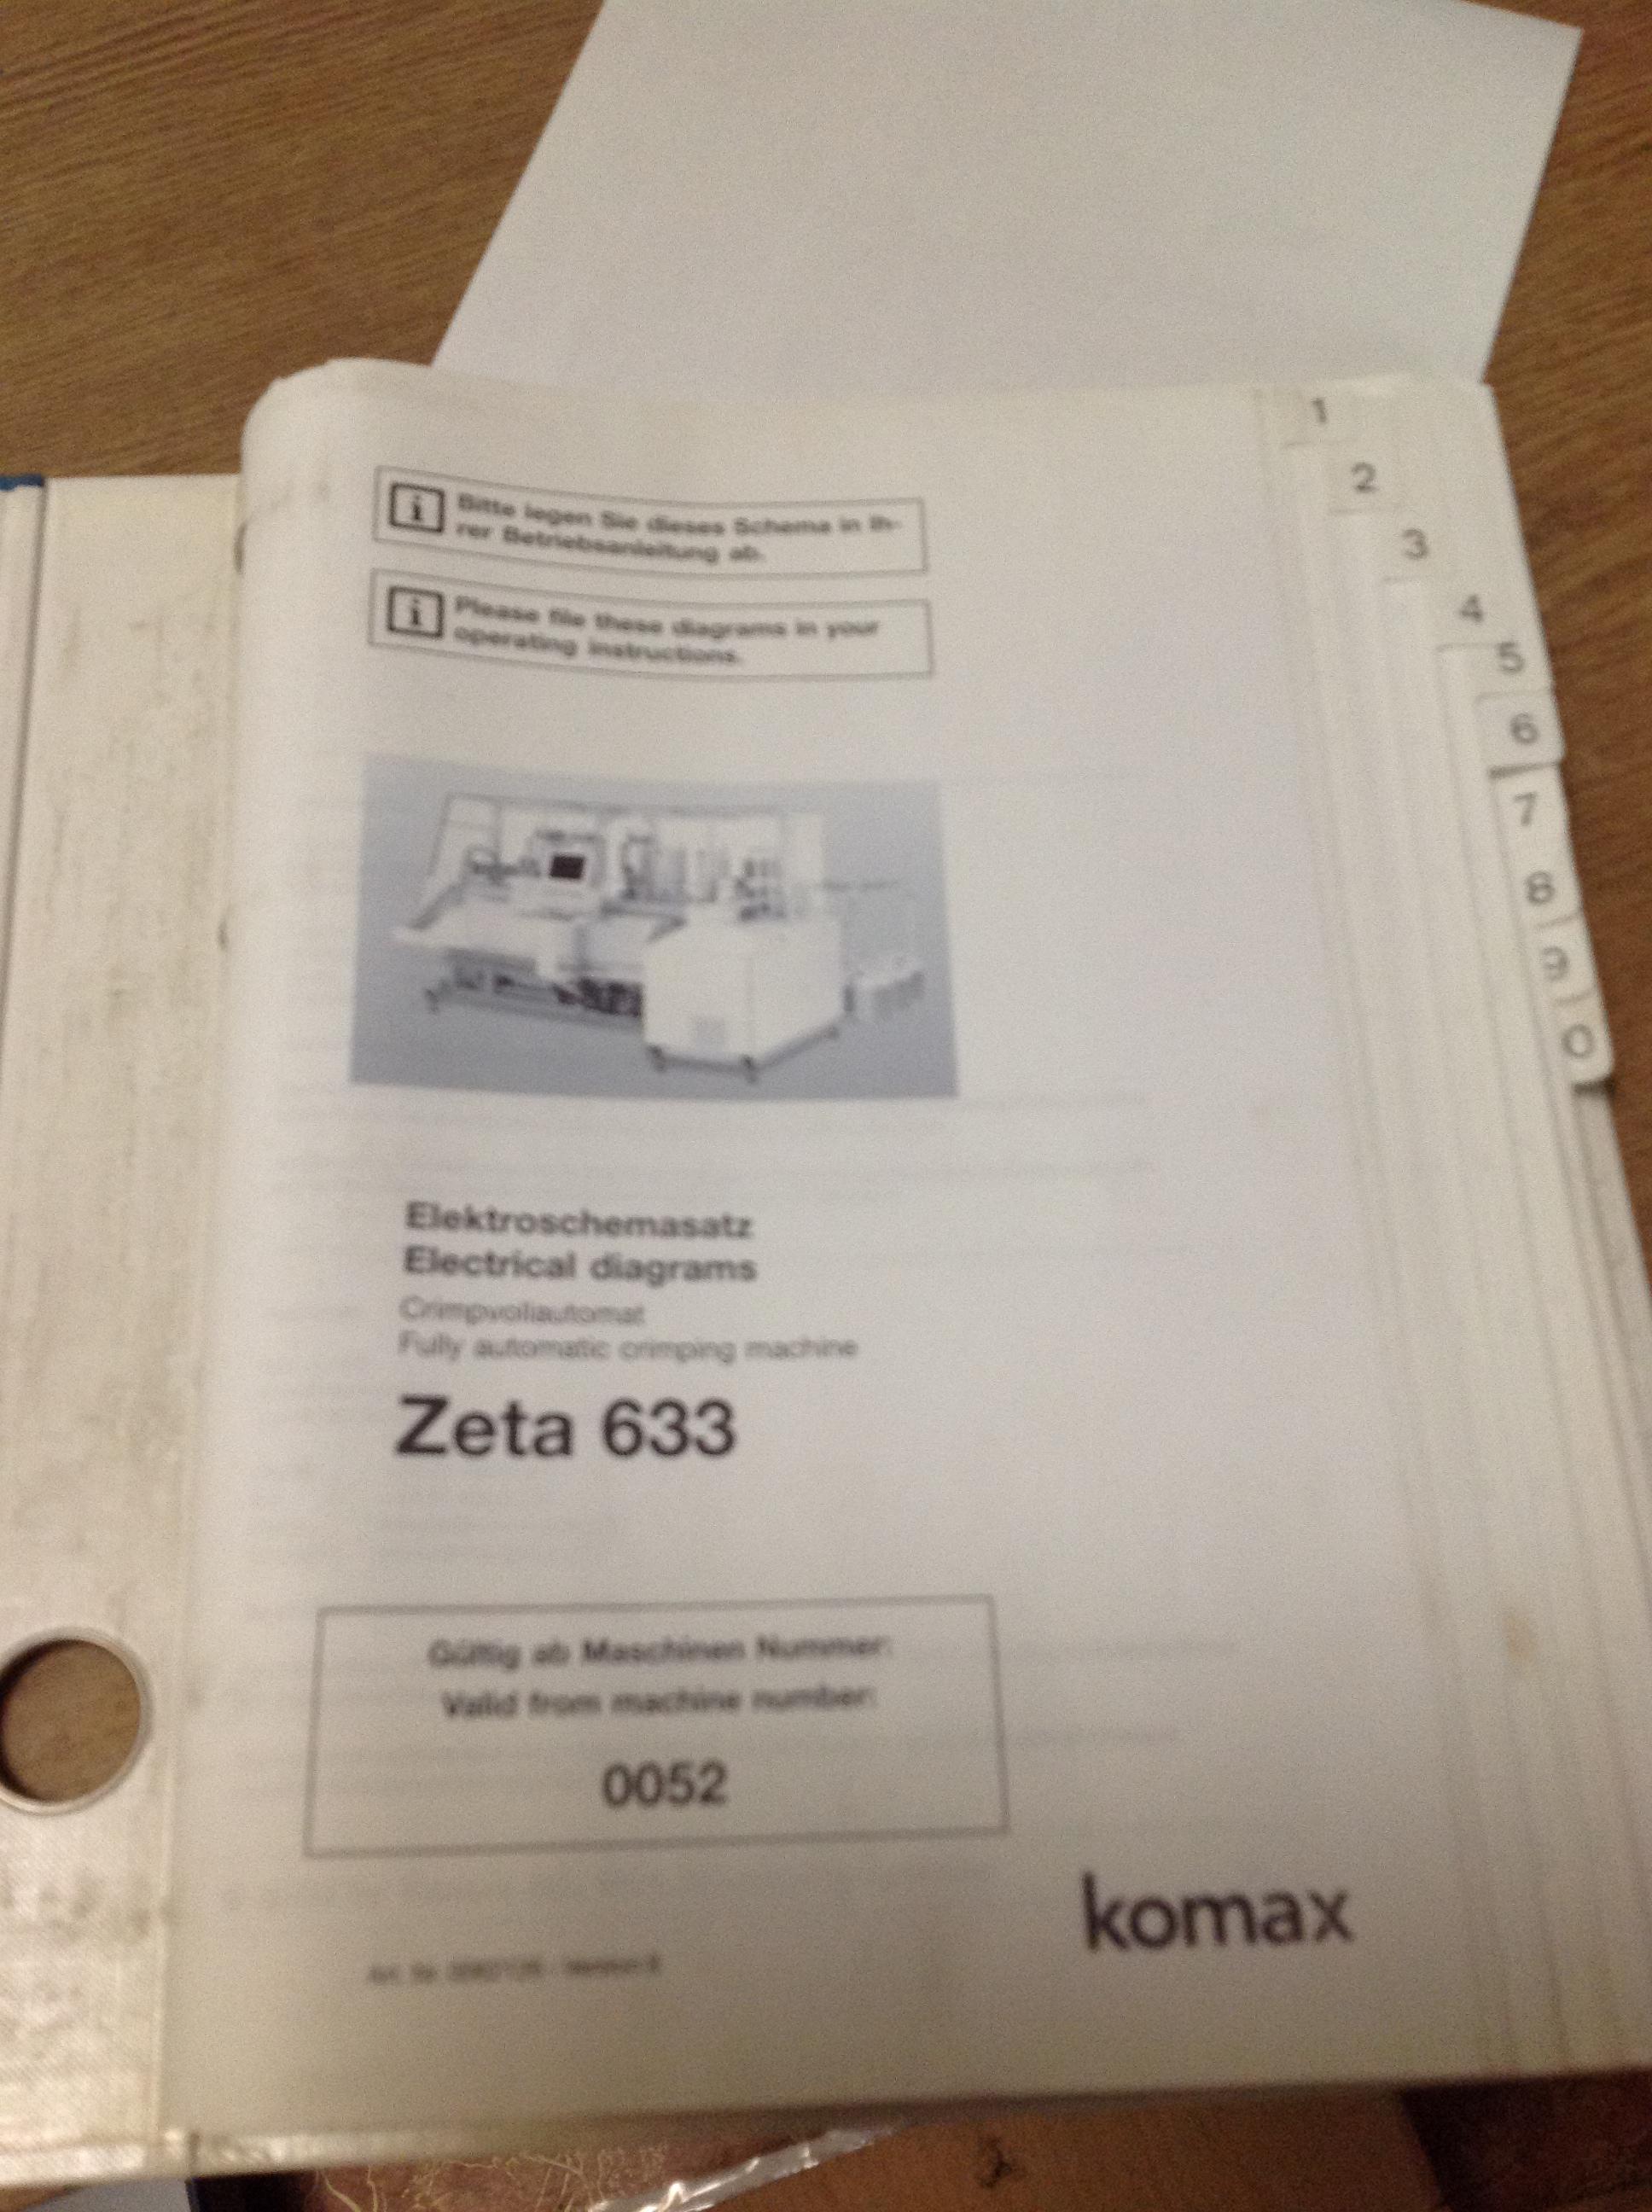 1
2
3
4
5
6
7
8
9
0
i Bitte legen Sie dieses Schema in Ih-
rer Betriebsanleitung ab.
i Please file these diagrams in your
operating instructions.
Elektroschemasatz
Electrical diagrams
Crimpvollautomat
Fully automatic crimping machine
Zeta 633
Gültig ab Maschinen Nummer:
Valid from machine number:
0052
komax
Art. Nr.